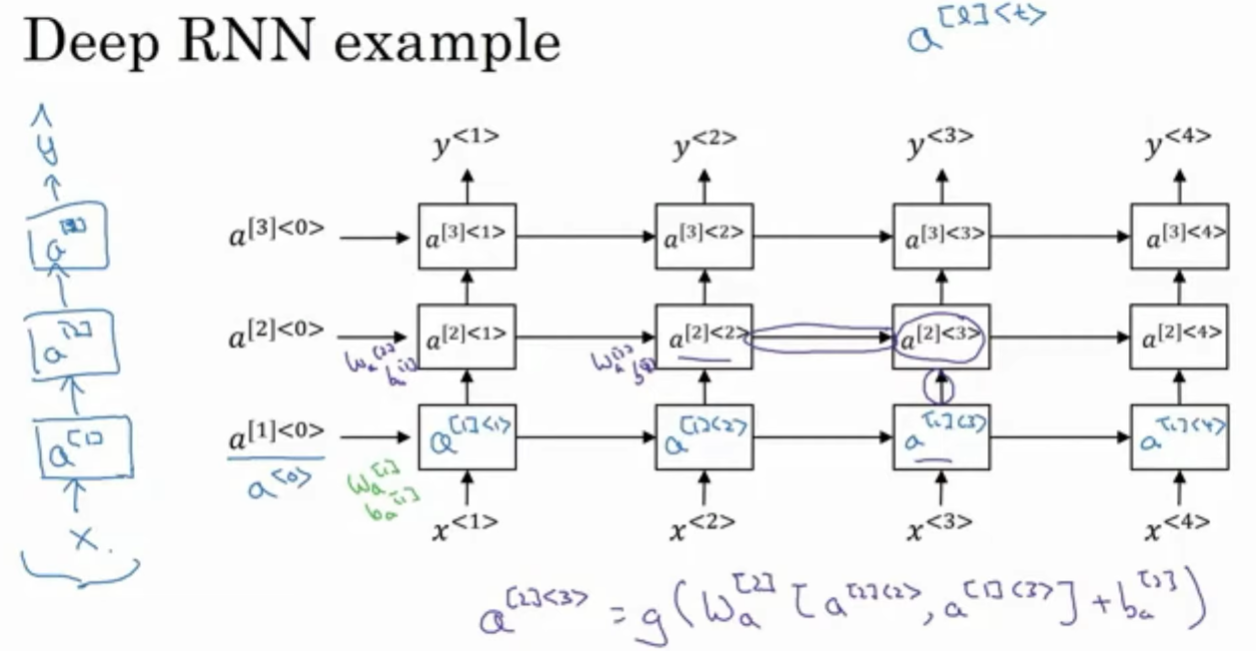 Deep RNN example
a^[l]<t>
ŷ
y^<1> y^<2> y^<3> y^<4>
a^[3]
a^[3]<0> a^[3]<1> a^[3]<2> a^[3]<3> a^[3]<4>
a^[2]
a^[2]<0> a^[2]<1> a^[2]<2> a^[2]<3> a^[2]<4>
W_a^[2] W_a^[2]
b_a^[2] b_a^[2]
a^[1]
a^[1]<0> a^[1]<1> a^[1]<2> a^[1]<3> a^[1]<4>
a^[0]
W_a^[1]
b_a^[1]
x
x^<1> x^<2> x^<3> x^<4>
a^[2]<3> = g(W_a^[2] [a^[2]<2>, a^[1]<3>] + b_a^[2])